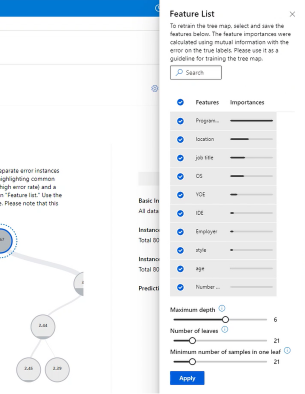 Feature List
To retrain the tree map, select and save the
features below. The feature importances were
calculated using mutual information with the
error on the true labels. Please use it as a
guideline for training the tree map.
Search
Features Importances
Program...
location
job title
OS
YOE
IDE
Employer
style
age
Number ...
Maximum depth
6
Number of leaves
21
Minimum number of samples in one leaf
21
Apply
eparate error instances
ighlighting common
high error rate) and a
n "Feature list." Use the
e. Please note that this
Basic In
All data
Instanc
Total 80
Instanc
Total 80
Predicti
2.44
2.45
2.39